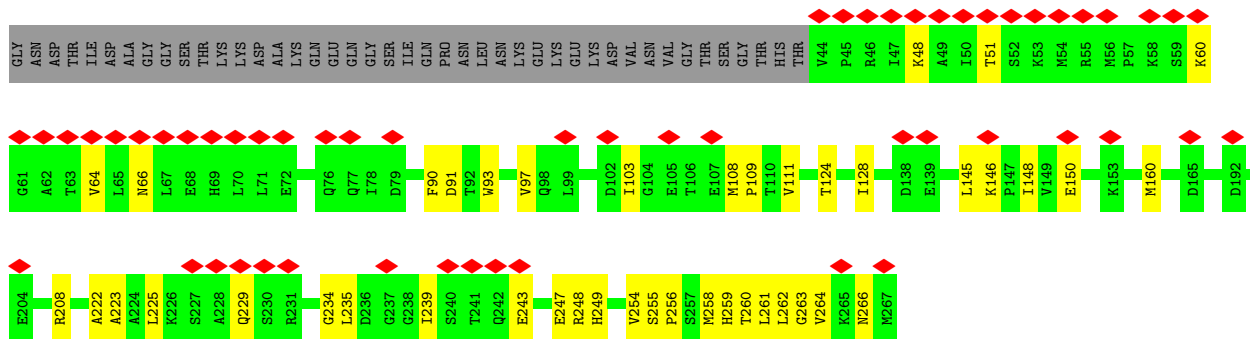 GLY ASN ASP THR ILE ASP ALA GLY GLY SER THR LYS LYS ASP ALA LYS GLN GLU GLU GLN GLY SER ILE GLN PRO ASN LEU ASN ASN LYS GLU LYS GLU LYS ASP VAL ASN VAL GLY THR THR SER GLY THR HIS THR V44 P45 R46 I47 K48 A49 I50 T51 S52 K53 M54 R55 M56 P57 K58 S59 K60
G61 A62 T63 V64 L65 N66 L67 E68 H69 L70 L71 E72 Q76 Q77 I78 D79 F90 D91 T92 W93 V97 Q98 L99 D102 I103 G104 E105 T106 E107 M108 P109 T110 V111 T124 I128 D138 E139 L145 K146 P147 I148 V149 E150 K153 M160 D165 D192
E204 R208 A222 A223 A224 L225 K226 S227 A228 Q229 S230 R231 G234 L235 D236 G237 G238 I239 S240 T241 Q242 E243 E247 R248 H249 V254 S255 P256 S257 M258 H259 T260 L261 L262 G263 V264 K265 N266 M267